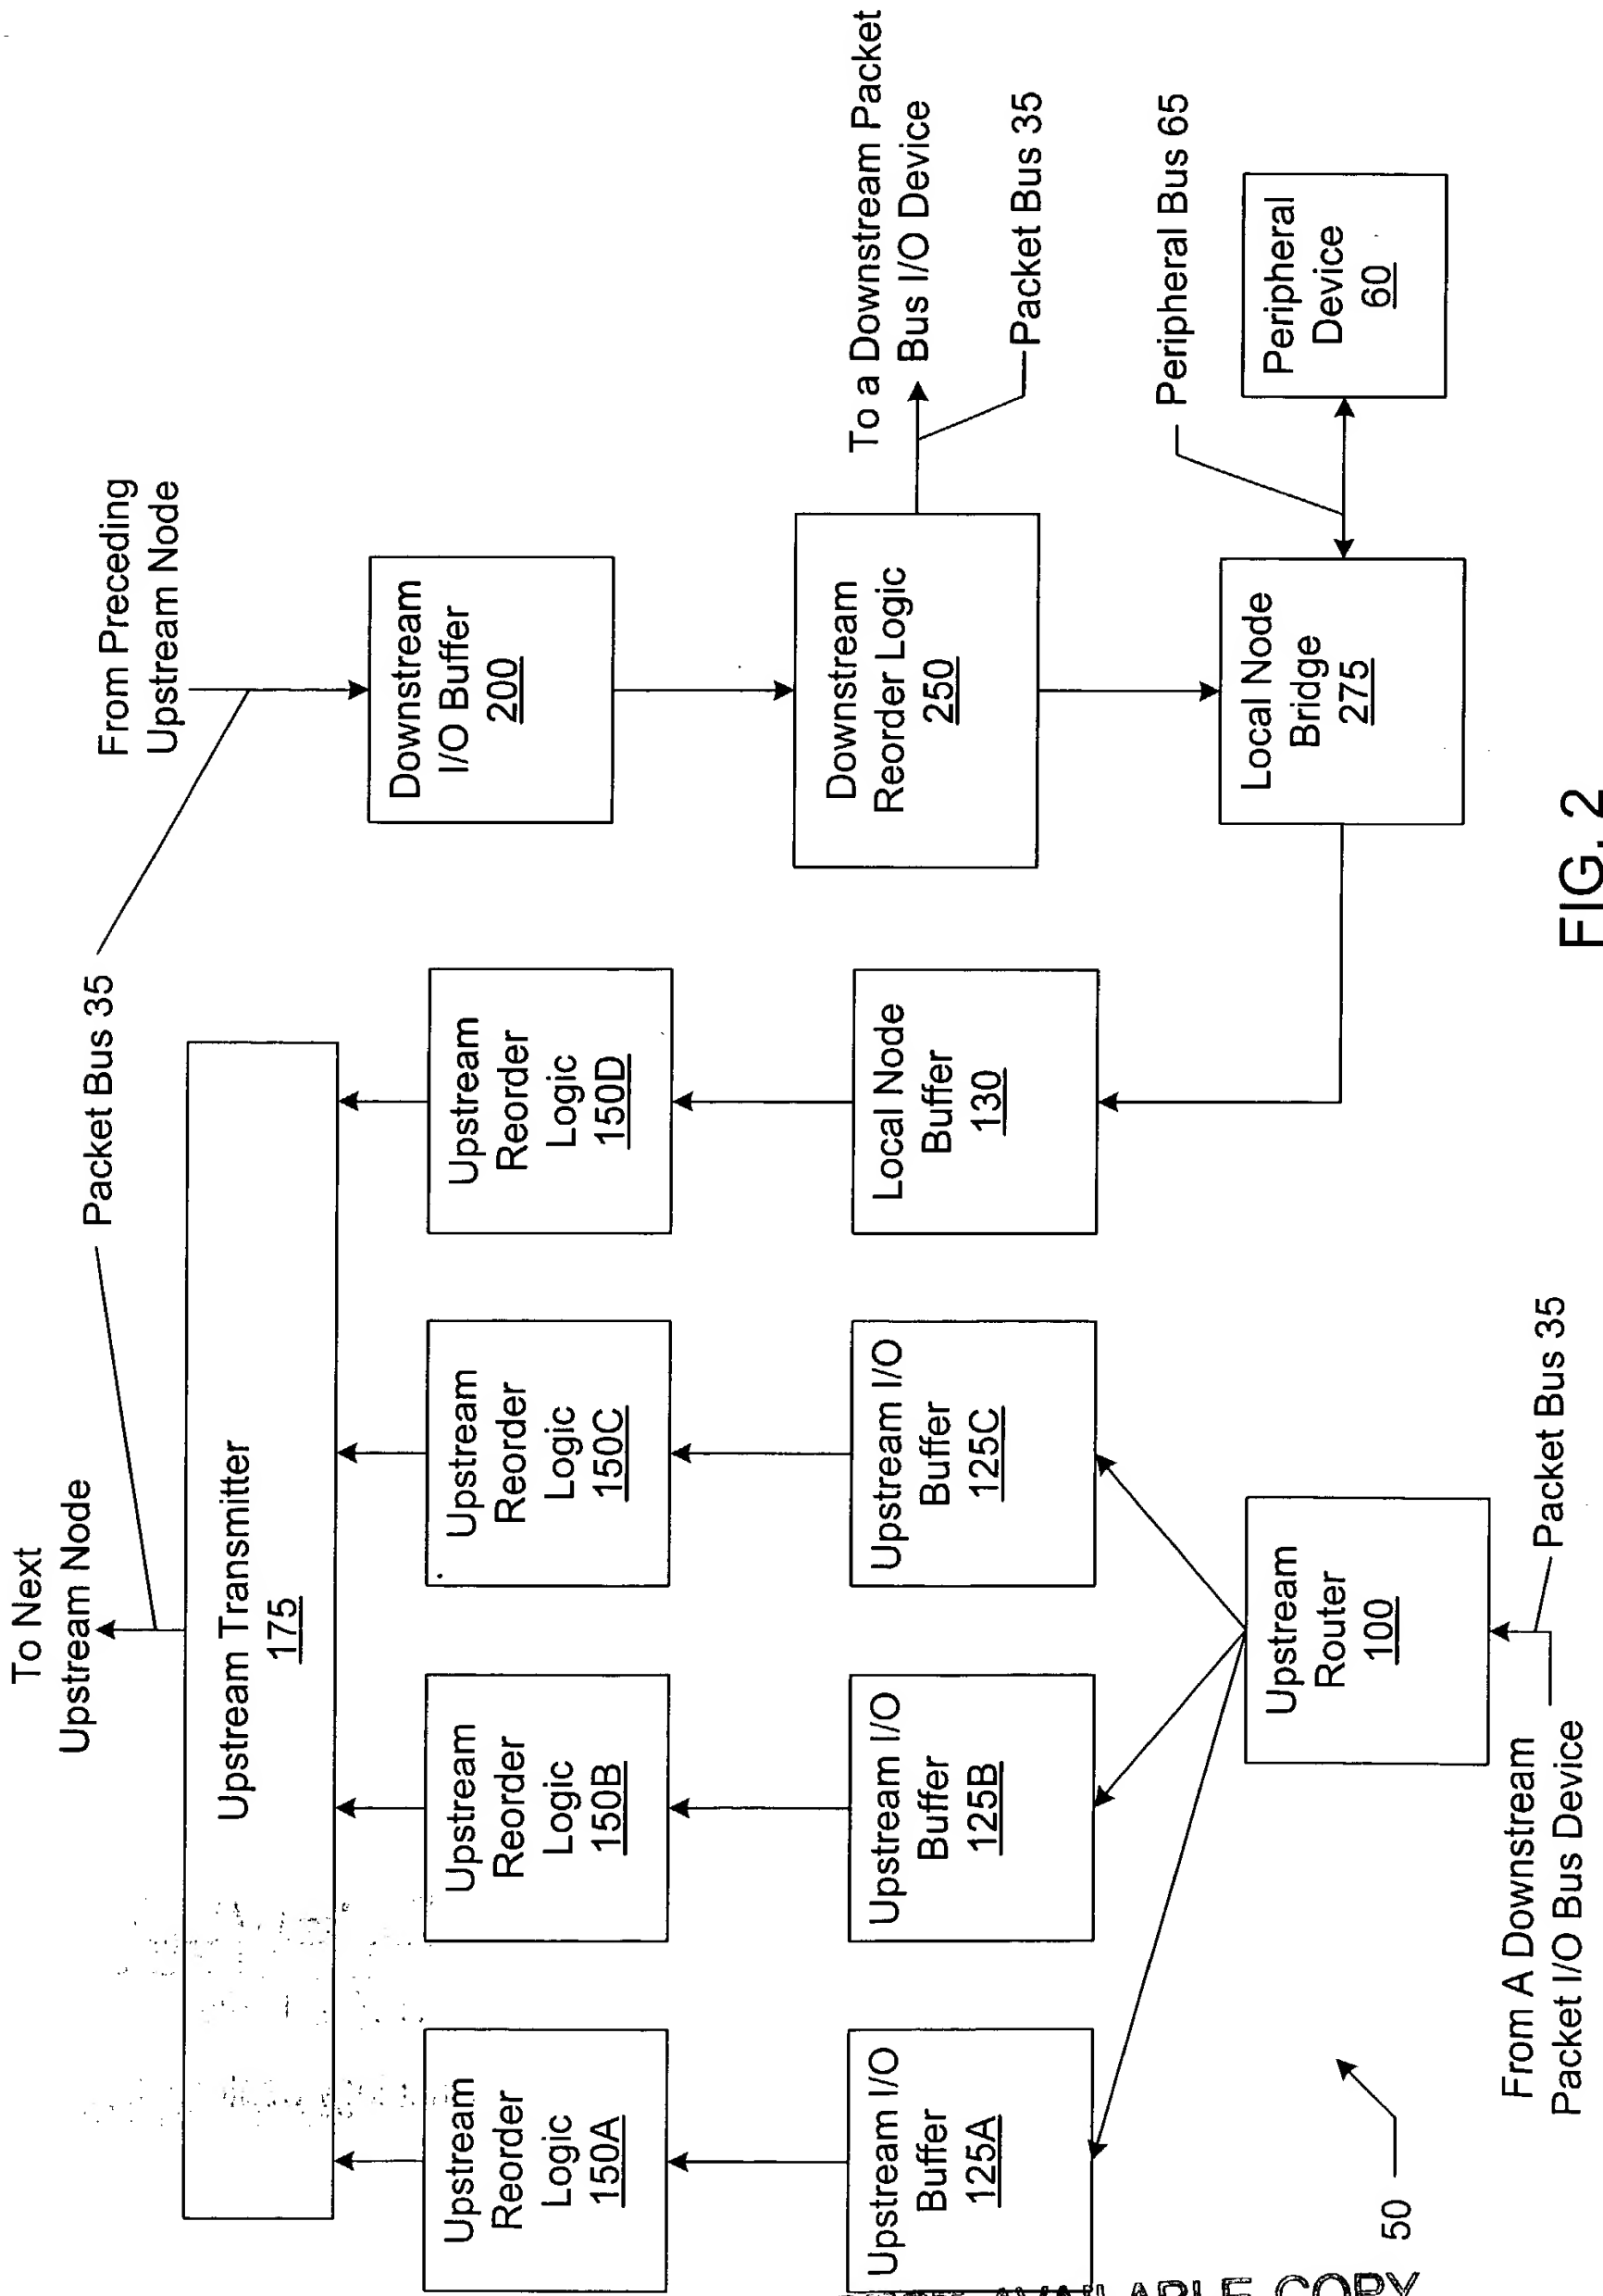 To Next
Upstream Node
Packet Bus 35
From Preceding
Upstream Node
Upstream Transmitter
175
Upstream
Reorder
Logic
150A
Upstream
Reorder
Logic
150B
Upstream
Reorder
Logic
150C
Upstream
Reorder
Logic
150D
Downstream
I/O Buffer
200
Upstream I/O
Buffer
125A
Upstream I/O
Buffer
125B
Upstream I/O
Buffer
125C
Local Node
Buffer
130
Downstream
Reorder Logic
250
To a Downstream Packet
Bus I/O Device
Packet Bus 35
Peripheral Bus 65
Upstream
Router
100
Local Node
Bridge
275
Peripheral
Device
60
50
From A Downstream
Packet I/O Bus Device
Packet Bus 35
FIG. 2
AVAILABLE COPY